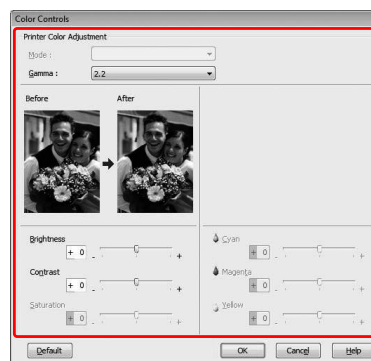 Color Controls
Printer Color Adjustment
Mode :
Gamma : 2.2
Before After
Brightness + 0 - +
Contrast + 0 - +
Saturation + 0 - +
Cyan + 0 - +
Magenta + 0 - +
Yellow + 0 - +
Default OK Cancel Help